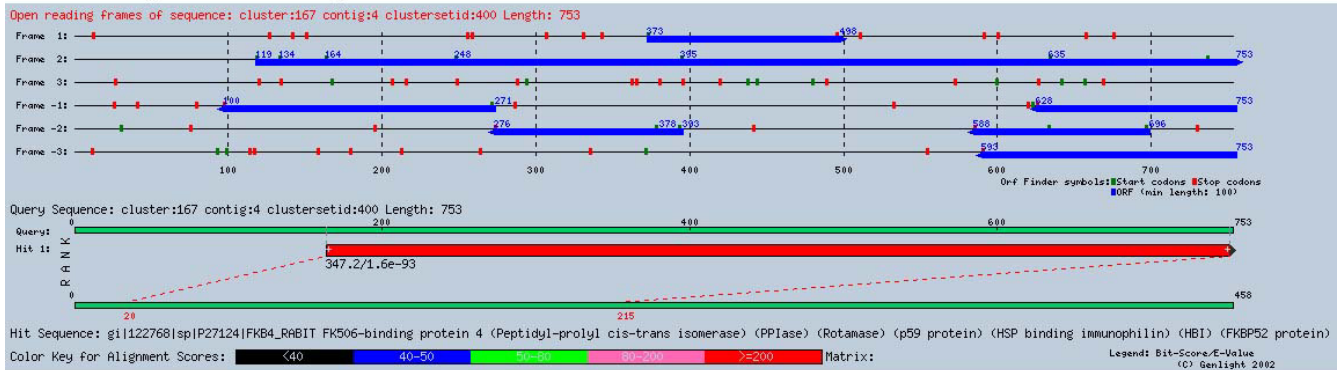 Open reading frames of sequence: cluster:167 contig:4 clustersetid:400 Length: 753
Frame 1: 373 498
Frame 2: 119 134 164 248 395 635 753
Frame 3:
Frame -1: 100 271 628 753
Frame -2: 276 378 393 588 696
Frame -3: 593 753
100 200 300 400 500 600 700
Orf Finder symbols: Start codons Stop codons
ORF (min length: 100)
Query Sequence: cluster:167 contig:4 clustersetid:400 Length: 753
0 200 400 600 753
Query:
Hit 1: + +
RANK
347.2/1.6e-93
0 458
20 215
Hit Sequence: gi|122768|sp|P27124|FKB4_RABIT FK506-binding protein 4 (Peptidyl-prolyl cis-trans isomerase) (PPIase) (Rotamase) (p59 protein) (HSP binding immunophilin) (HBI) (FKBP52 protein)
Color Key for Alignment Scores: <40 40-50 50-80 80-200 >=200 Matrix:
Legend: Bit-Score/E-Value
(C) Genlight 2002